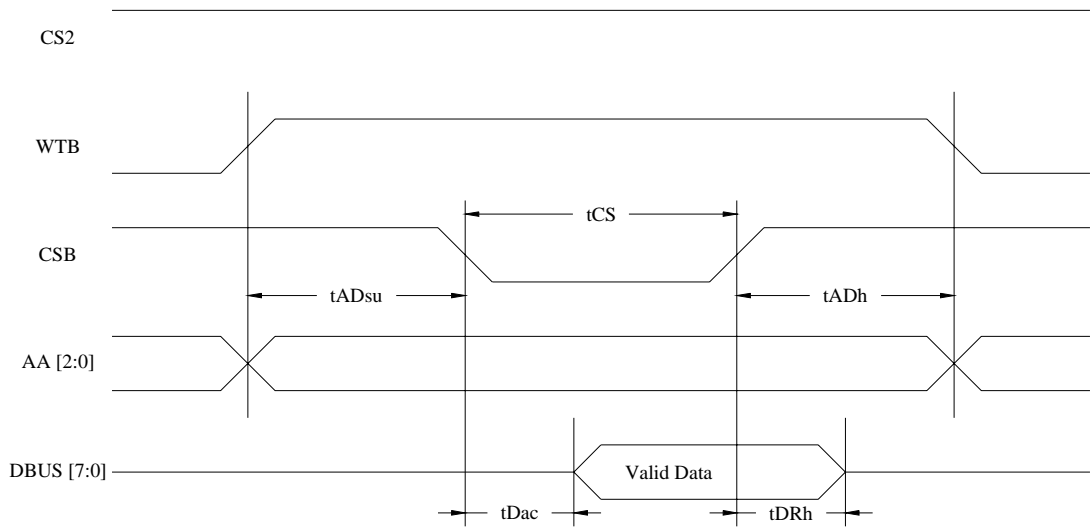 CS2
WTB
tCS
CSB
tADsu
tADh
AA [2:0]
DBUS [7:0]
Valid Data
tDac
tDRh